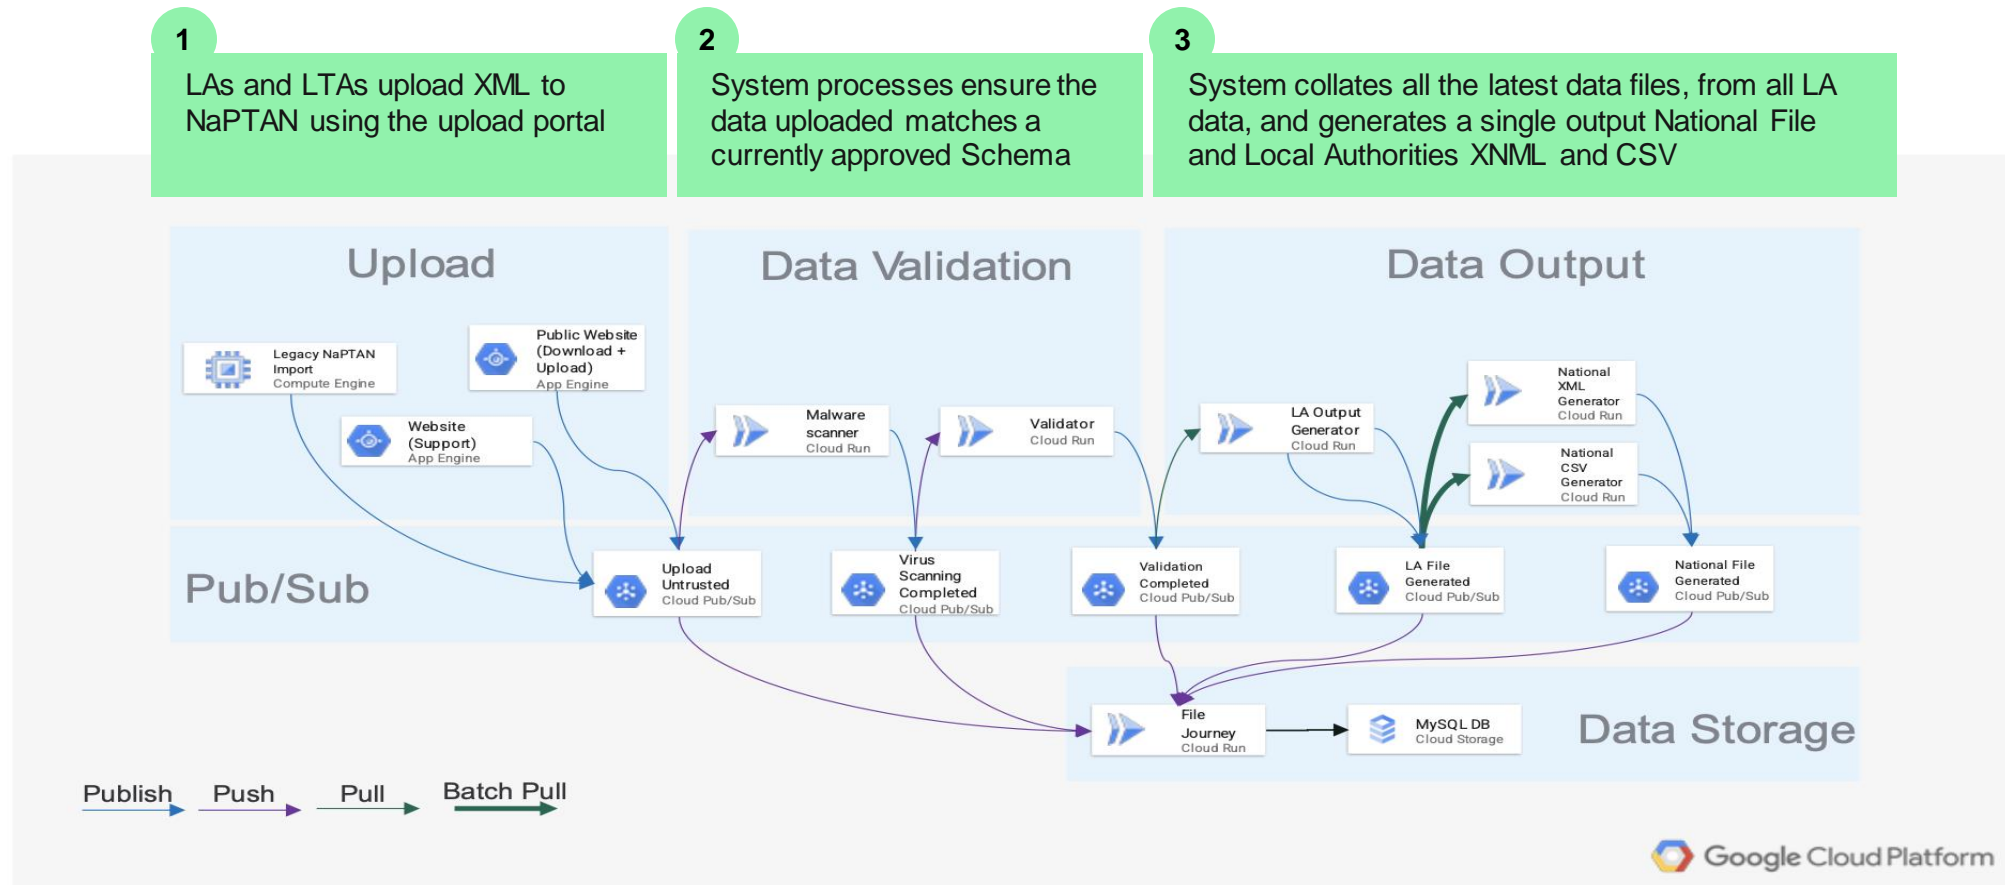 1
LAs and LTAs upload XML to
NaPTAN using the upload portal
2
System processes ensure the
data uploaded matches a
currently approved Schema
3
System collates all the latest data files, from all LA
data, and generates a single output National File
and Local Authorities XNML and CSV
Upload
Data Validation
Data Output
Legacy NaPTAN
Import
Compute Engine
Public Website
(Download +
Upload)
App Engine
Website
(Support)
App Engine
Malware
scanner
Cloud Run
Validator
Cloud Run
LA Output
Generator
Cloud Run
National
XML
Generator
Cloud Run
National
CSV
Generator
Cloud Run
Pub/Sub
Upload
Untrusted
Cloud Pub/Sub
Virus
Scanning
Completed
Cloud Pub/Sub
Validation
Completed
Cloud Pub/Sub
LA File
Generated
Cloud Pub/Sub
National File
Generated
Cloud Pub/Sub
File
Journey
Cloud Run
MySQL DB
Cloud Storage
Data Storage
Publish
Push
Pull
Batch Pull
Google Cloud Platform